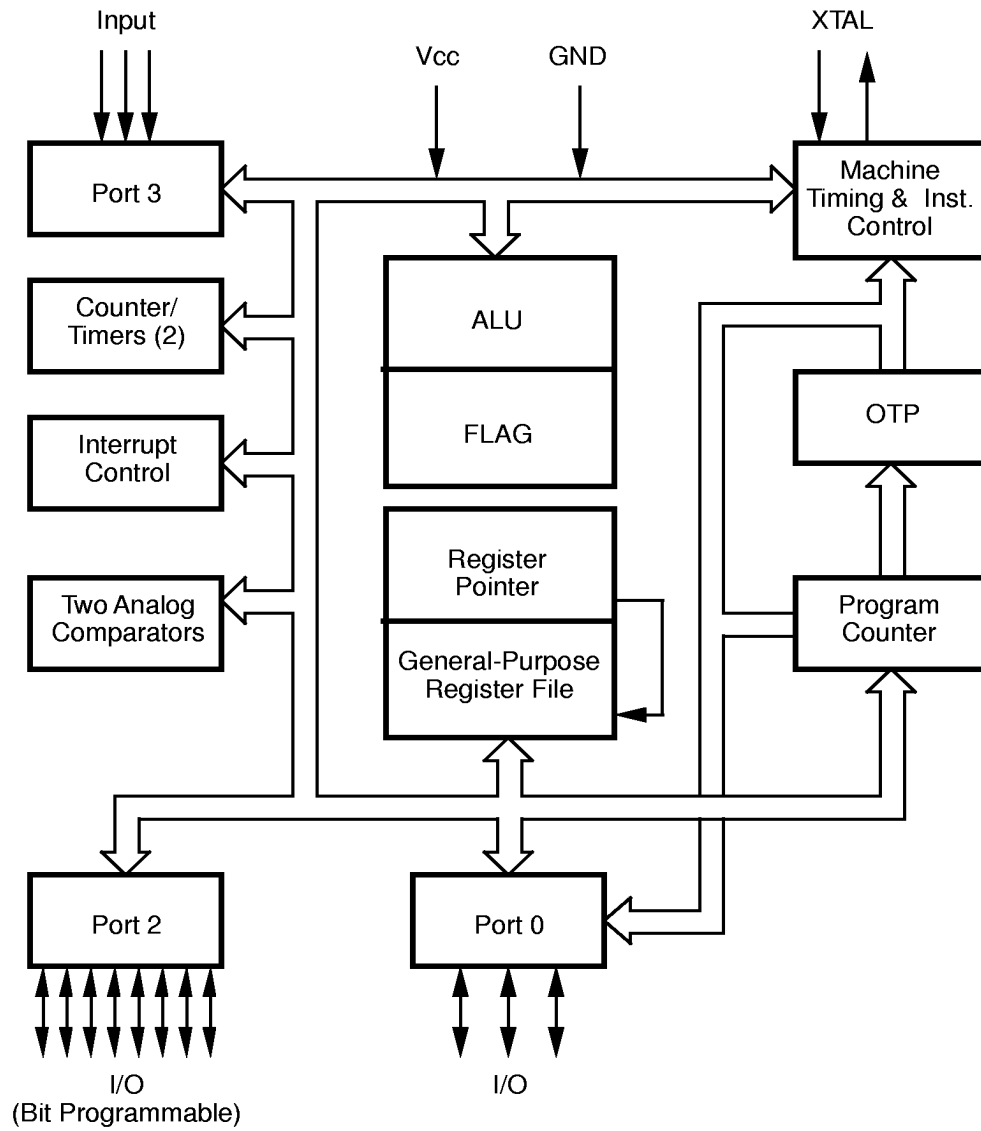 Input
Vcc
GND
XTAL
Port 3
Machine
Timing & Inst.
Control
Counter/
Timers (2)
ALU
FLAG
OTP
Interrupt
Control
Register
Pointer
Two Analog
Comparators
Program
Counter
General-Purpose
Register File
Port 2
Port 0
I/O
(Bit Programmable)
I/O